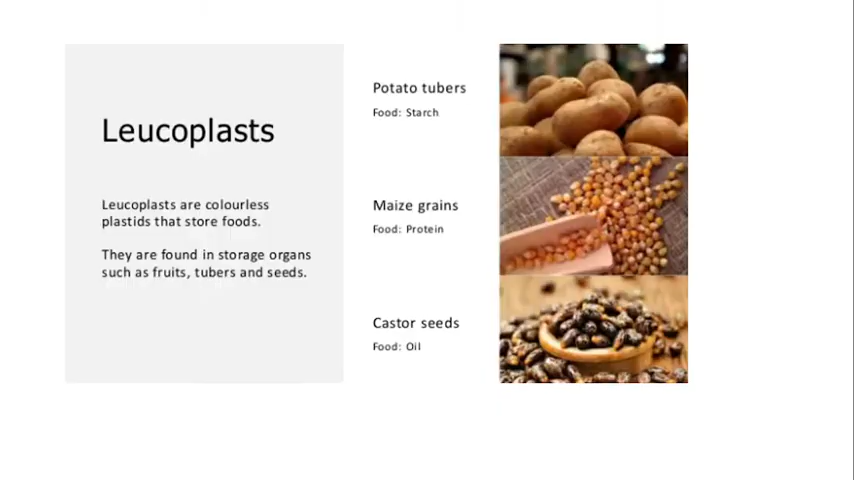 Leucoplasts
Leucoplasts are colourless
plastids that store foods.
They are found in storage organs
such as fruits, tubers and seeds.
Potato tubers
Food: Starch
Maize grains
Food: Protein
Castor seeds
Food: Oil